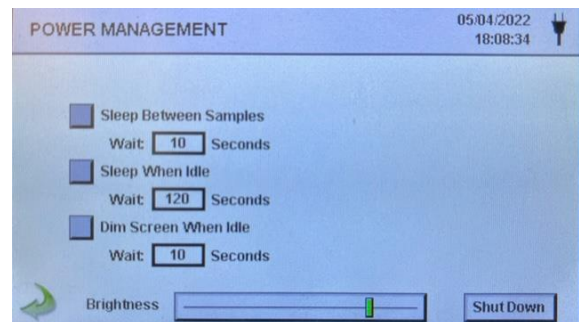 POWER MANAGEMENT
05/04/2022
18:08:34
Sleep Between Samples
Wait: 10 Seconds
Sleep When Idle
Wait: 120 Seconds
Dim Screen When Idle
Wait: 10 Seconds
Brightness
Shut Down